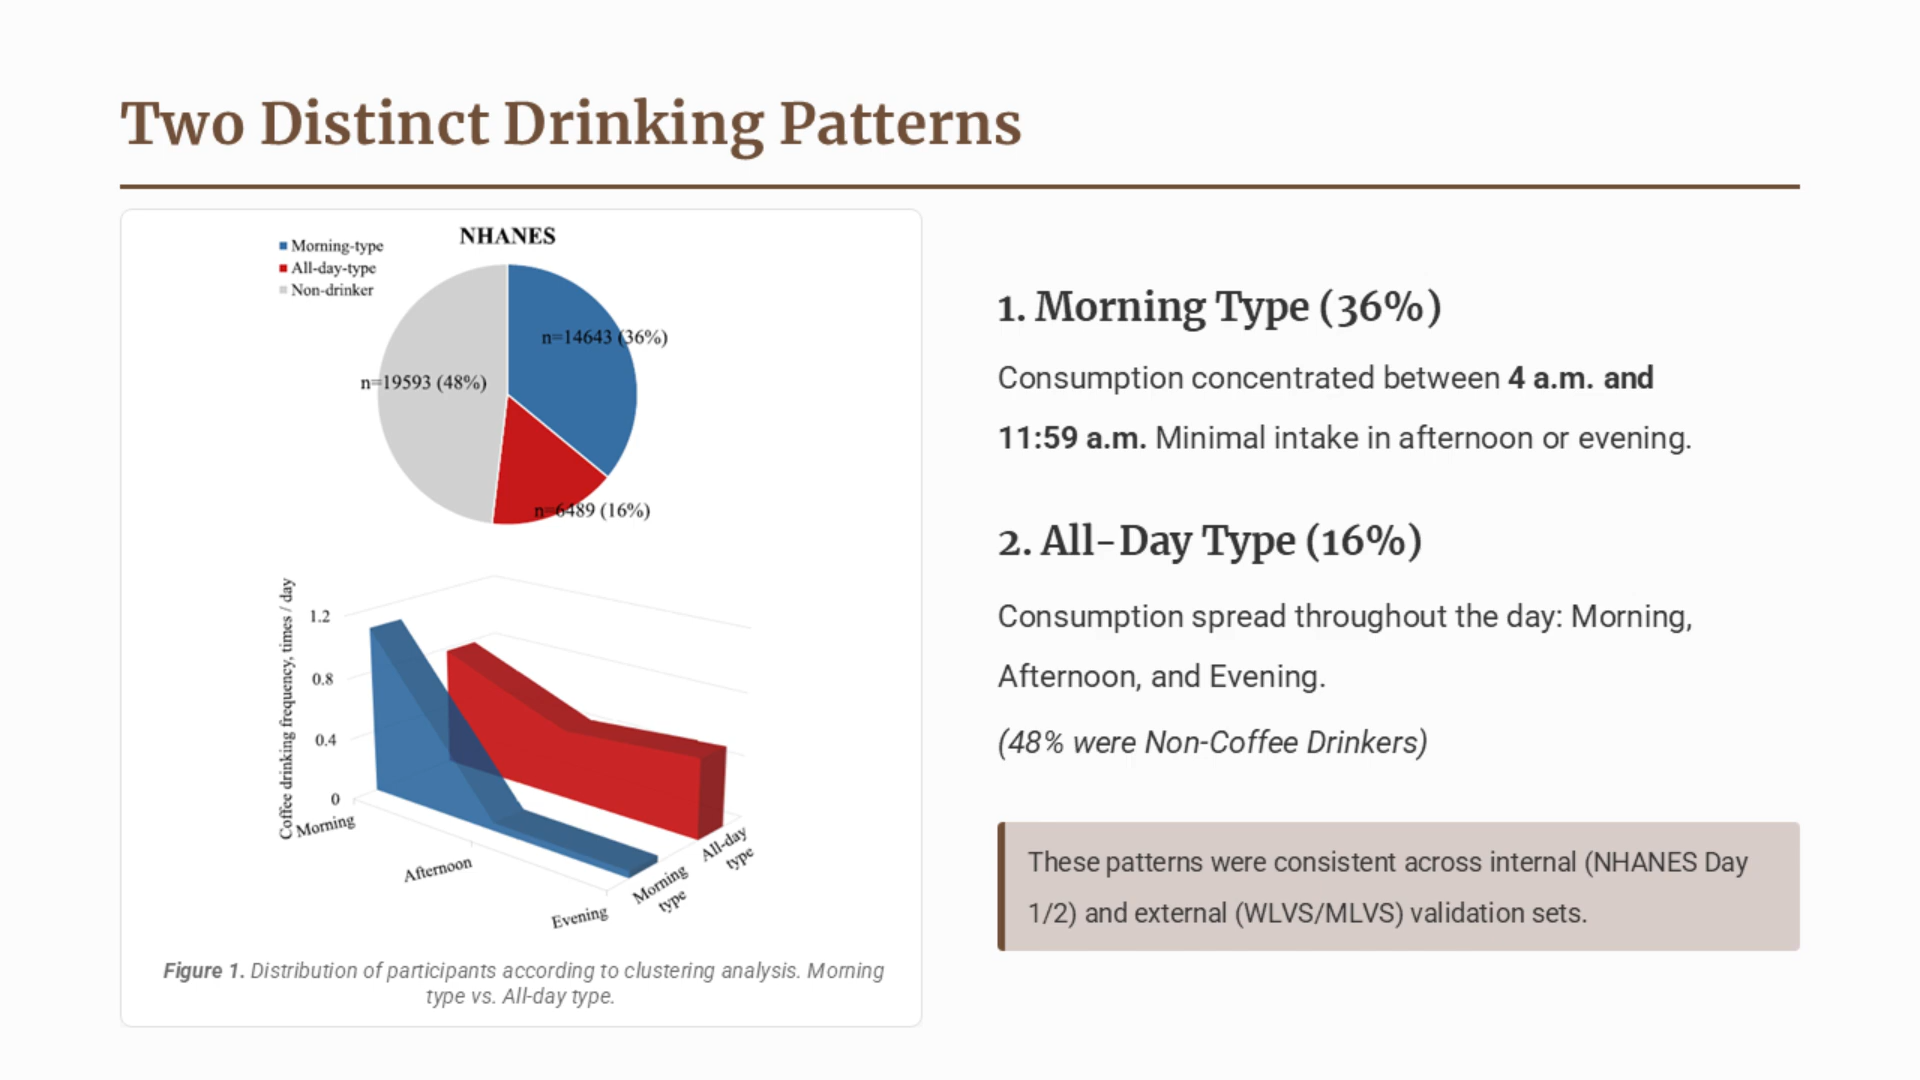 Two Distinct Drinking Patterns
NHANES
Morning-type
All-day-type
Non-drinker
n=14643 (36%)
n=19593 (48%)
n=6489 (16%)
Coffee drinking frequency, times / day
1.2
0.8
0.4
0
Morning
Afternoon
Evening
Morning
type
All-day
type
Figure 1. Distribution of participants according to clustering analysis. Morning
type vs. All-day type.
1. Morning Type (36%)
Consumption concentrated between 4 a.m. and
11:59 a.m. Minimal intake in afternoon or evening.
2. All-Day Type (16%)
Consumption spread throughout the day: Morning,
Afternoon, and Evening.
(48% were Non-Coffee Drinkers)
These patterns were consistent across internal (NHANES Day
1/2) and external (WLVS/MLVS) validation sets.